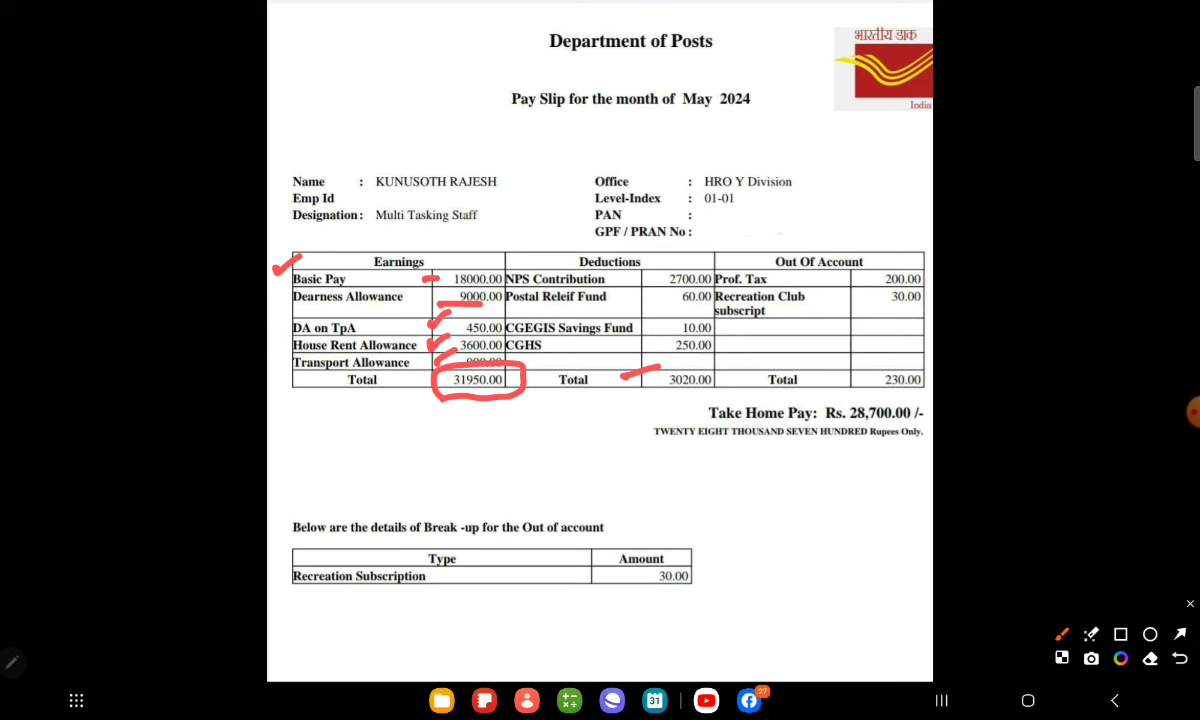 Department of Posts
भारतीय डाक
India
Pay Slip for the month of May 2024
Name : KUNUSOTH RAJESH Office : HRO Y Division
Emp Id Level-Index : 01-01
Designation : Multi Tasking Staff PAN :
GPF / PRAN No :
Earnings Deductions Out Of Account
Basic Pay 18000.00 NPS Contribution 2700.00 Prof. Tax 200.00
Dearness Allowance 9000.00 Postal Releif Fund 60.00 Recreation Club 30.00
subscript
DA on TpA 450.00 CGEGIS Savings Fund 10.00
House Rent Allowance 3600.00 CGHS 250.00
Transport Allowance
Total 31950.00 Total 3020.00 Total 230.00
Take Home Pay: Rs. 28,700.00 /-
TWENTY EIGHT THOUSAND SEVEN HUNDRED Rupees Only.
Below are the details of Break -up for the Out of account
Type Amount
Recreation Subscription 30.00
31
27